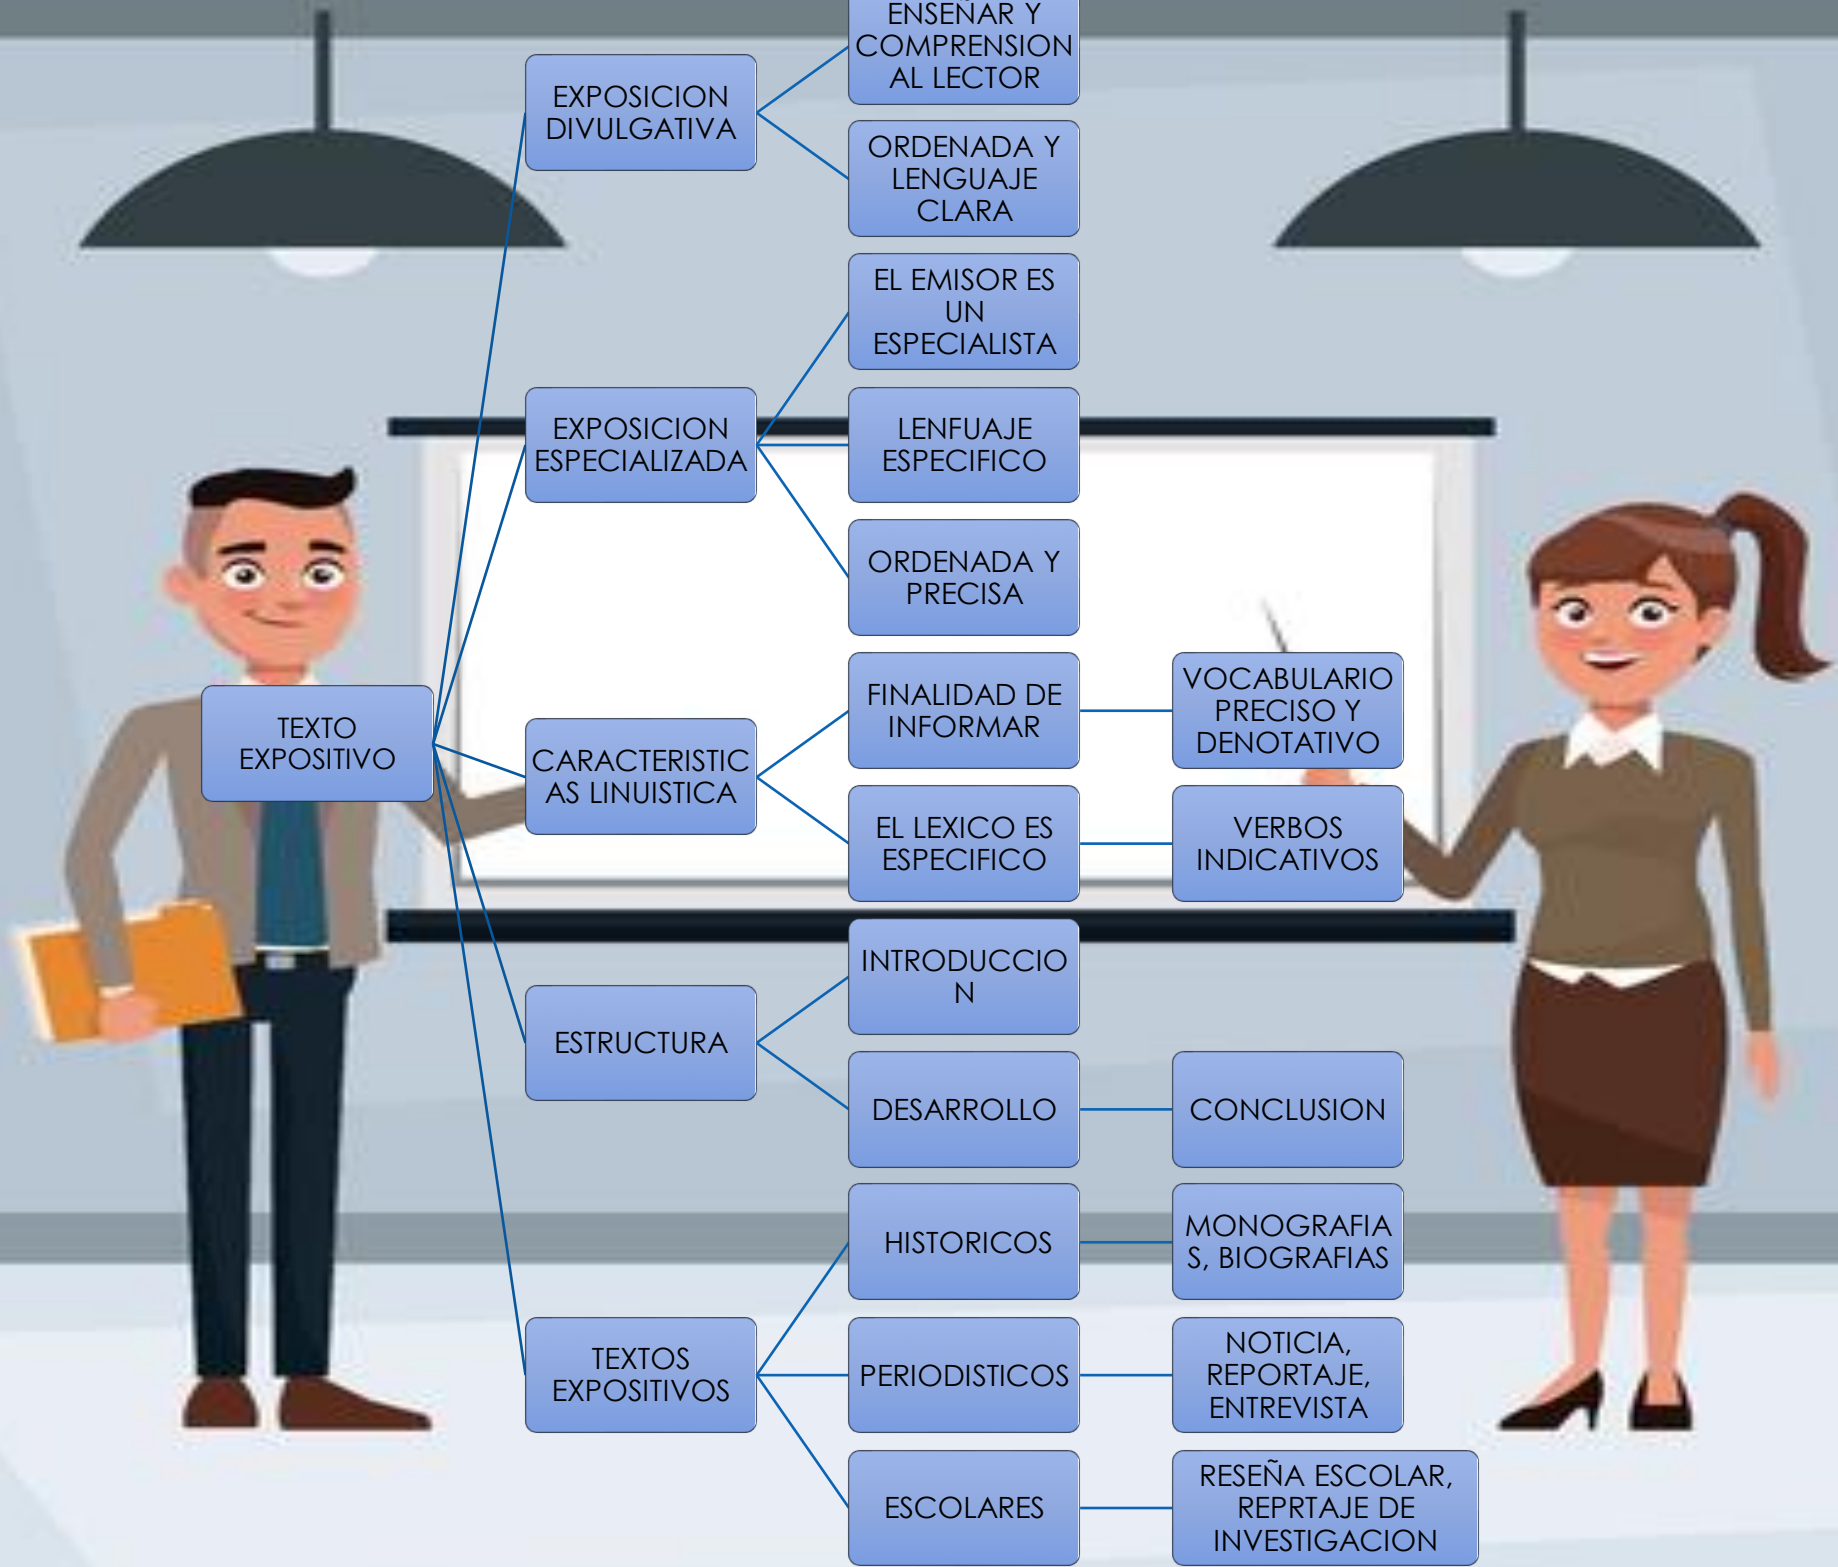 ENSEÑAR Y
COMPRENSION
AL LECTOR
EXPOSICION
DIVULGATIVA
ORDENADA Y
LENGUAJE
CLARA
EL EMISOR ES
UN
ESPECIALISTA
EXPOSICION
ESPECIALIZADA
LENFUAJE
ESPECIFICO
ORDENADA Y
PRECISA
TEXTO
EXPOSITIVO
CARACTERISTIC
AS LINUISTICA
FINALIDAD DE
INFORMAR
VOCABULARIO
PRECISO Y
DENOTATIVO
EL LEXICO ES
ESPECIFICO
VERBOS
INDICATIVOS
ESTRUCTURA
INTRODUCCIO
N
DESARROLLO
CONCLUSION
TEXTOS
EXPOSITIVOS
HISTORICOS
MONOGRAFIA
S, BIOGRAFIAS
PERIODISTICOS
NOTICIA,
REPORTAJE,
ENTREVISTA
ESCOLARES
RESEÑA ESCOLAR,
REPRTAJE DE
INVESTIGACION